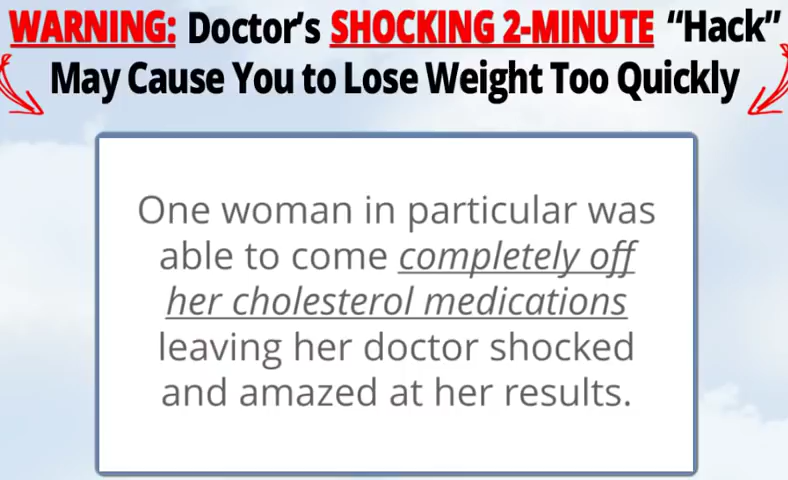 WARNING: Doctor's SHOCKING 2-MINUTE “Hack”
May Cause You to Lose Weight Too Quickly
One woman in particular was
able to come completely off
her cholesterol medications
leaving her doctor shocked
and amazed at her results.